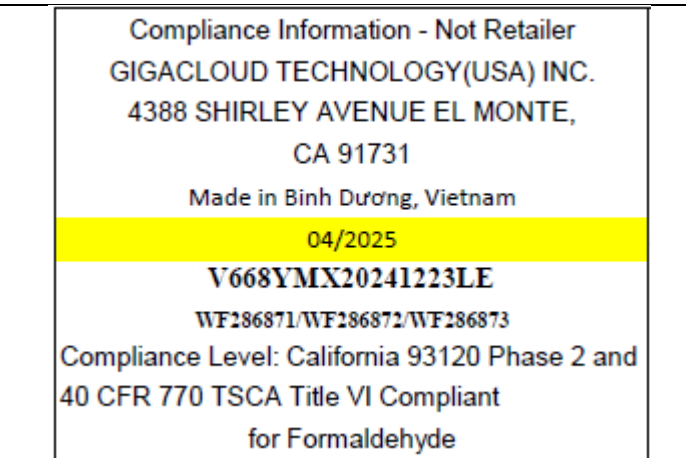 Compliance Information - Not Retailer
GIGACLOUD TECHNOLOGY(USA) INC.
4388 SHIRLEY AVENUE EL MONTE,
CA 91731
Made in Bình Dương, Vietnam
04/2025
V668YMX20241223LE
WF286871/WF286872/WF286873
Compliance Level: California 93120 Phase 2 and
40 CFR 770 TSCA Title VI Compliant
for Formaldehyde